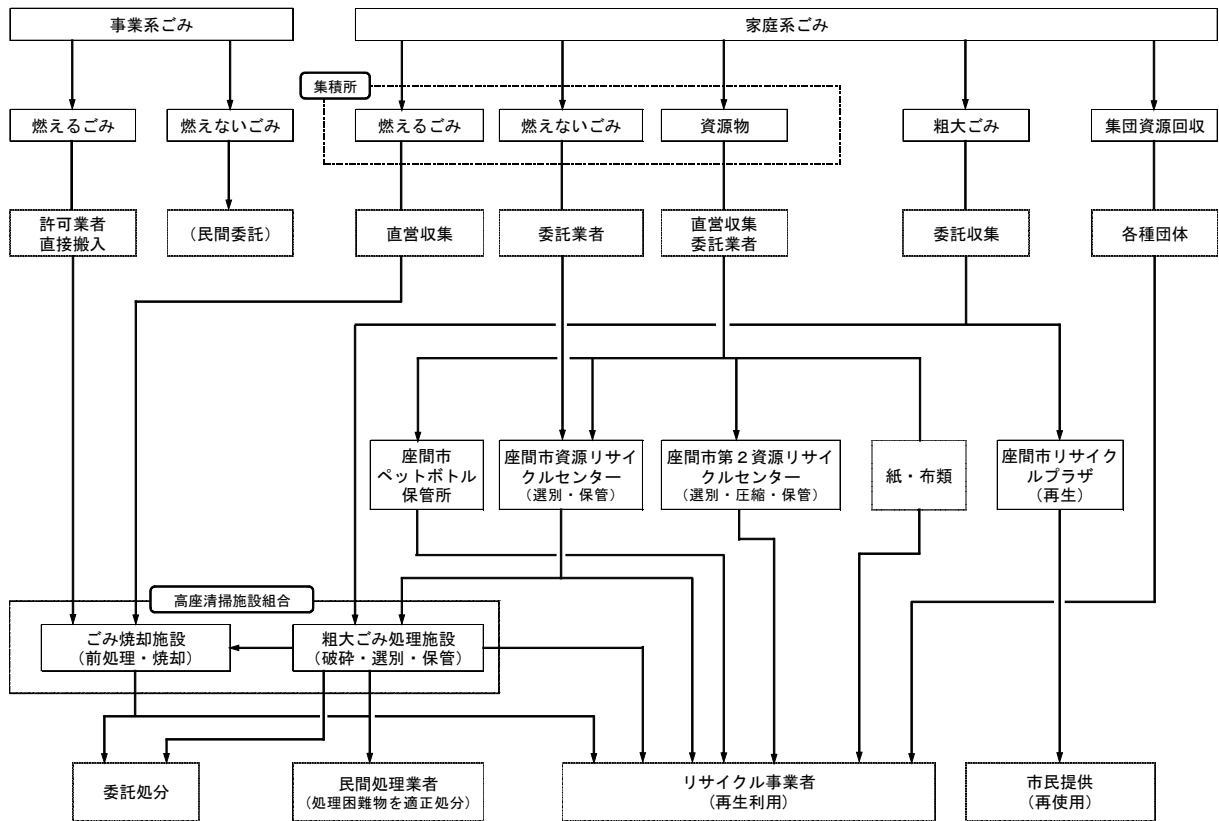 事業系ごみ
家庭系ごみ
集積所
燃えるごみ
燃えないごみ
燃えるごみ
燃えないごみ
資源物
粗大ごみ
集団資源回収
許可業者
直接搬入
（民間委託）
直営収集
委託業者
直営収集
委託業者
委託収集
各種団体
座間市
ペットボトル
保管所
座間市資源リサイ
クルセンター
（選別・保管）
座間市第２資源リサイ
クルセンター
（選別・圧縮・保管）
紙・布類
座間市リサイク
ルプラザ
（再生）
高座清掃施設組合
ごみ焼却施設
（前処理・焼却）
粗大ごみ処理施設
（破砕・選別・保管）
委託処分
民間処理業者
（処理困難物を適正処分）
リサイクル事業者
（再生利用）
市民提供
（再使用）